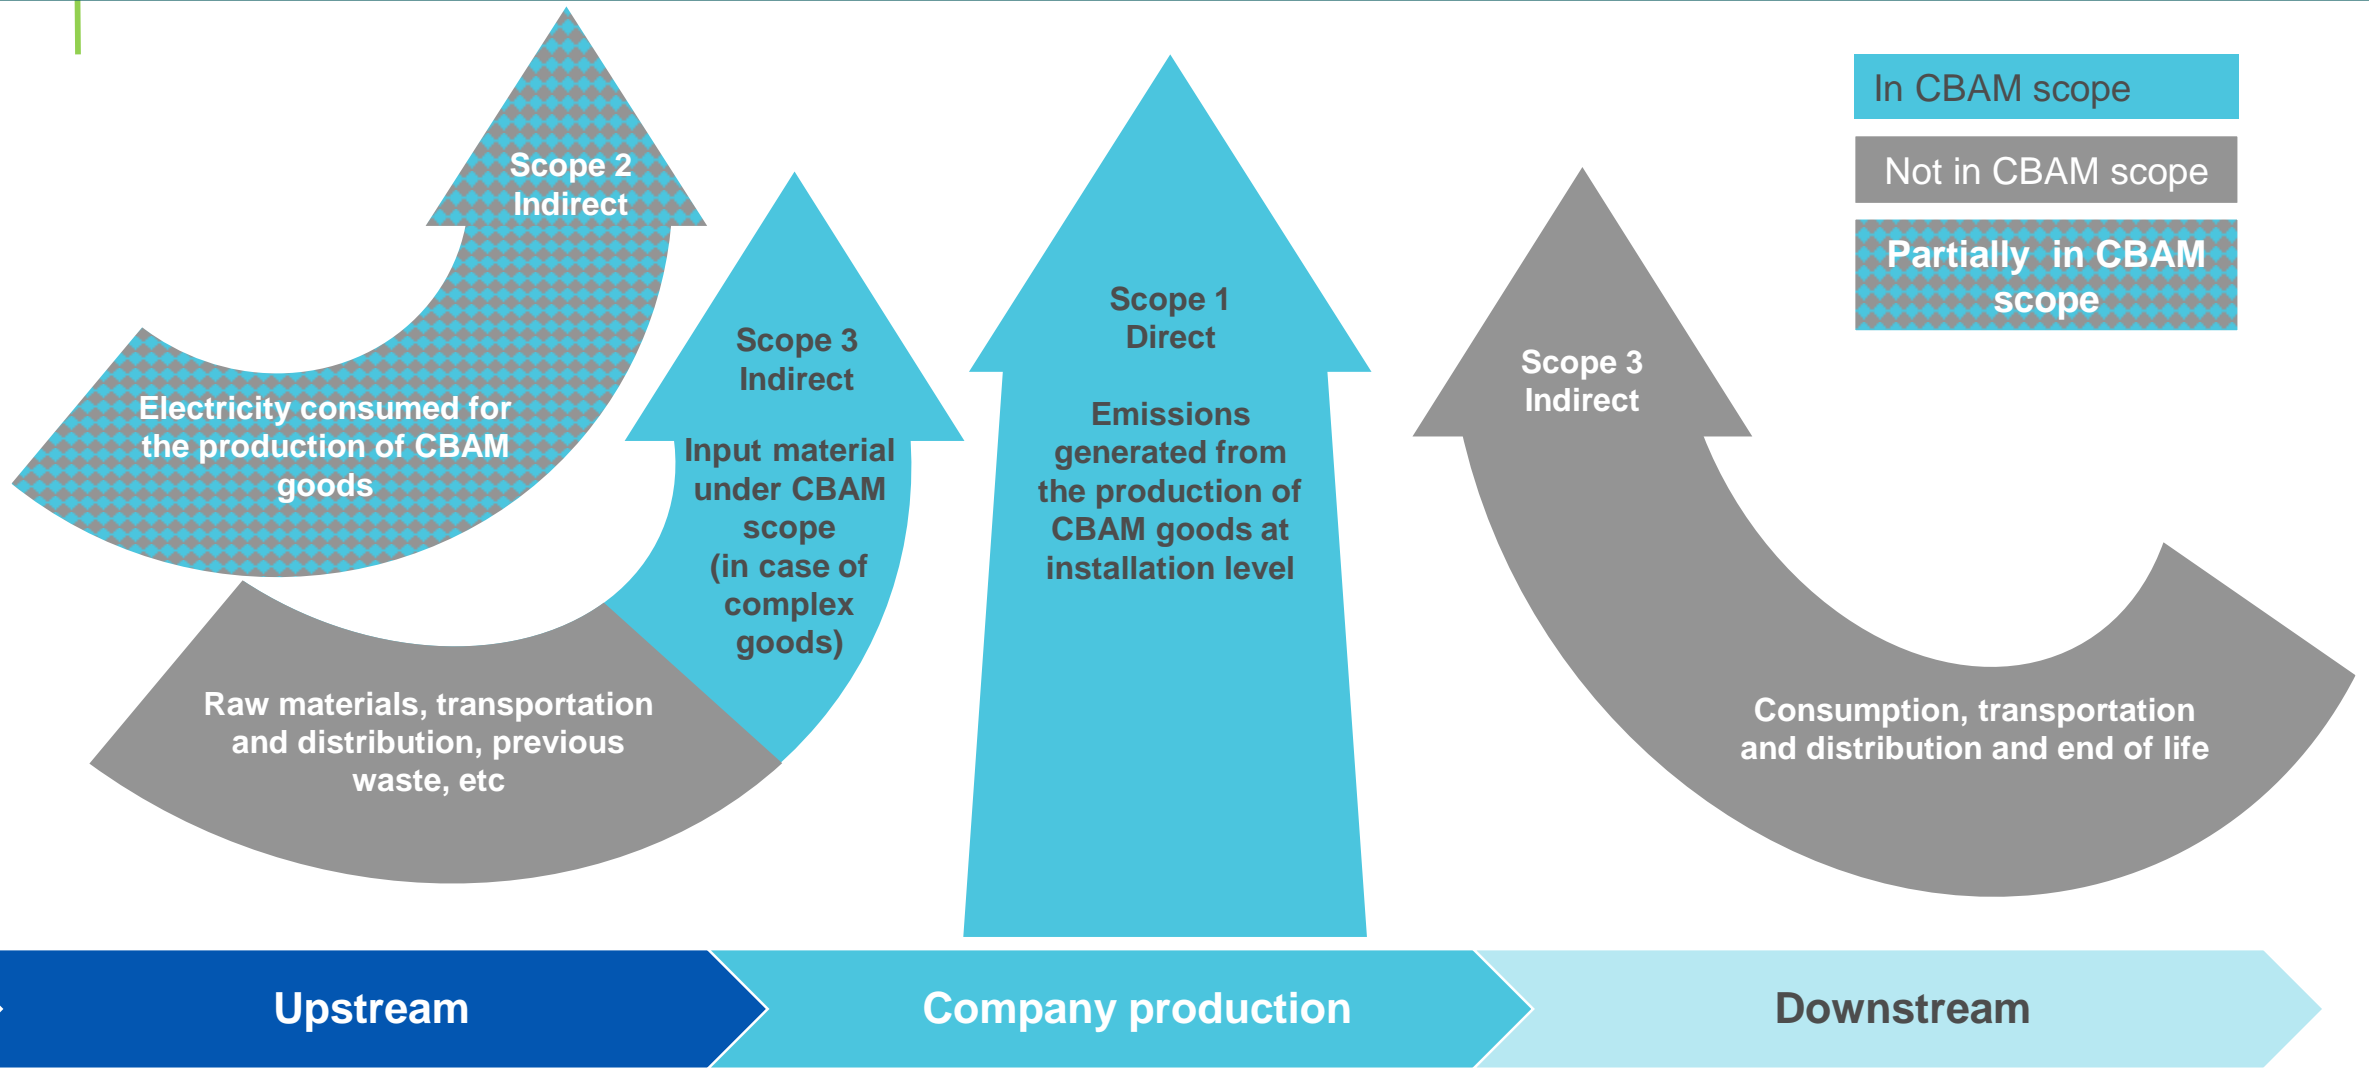 Scope 2
Indirect
Electricity consumed for
the production of CBAM
goods
Scope 3
Indirect
Input material
under CBAM
scope
(in case of
complex
goods)
Raw materials, transportation
and distribution, previous
waste, etc
Scope 1
Direct
Emissions
generated from
the production of
CBAM goods at
installation level
Scope 3
Indirect
Consumption, transportation
and distribution and end of life
In CBAM scope
Not in CBAM scope
Partially in CBAM
scope
Upstream
Company production
Downstream